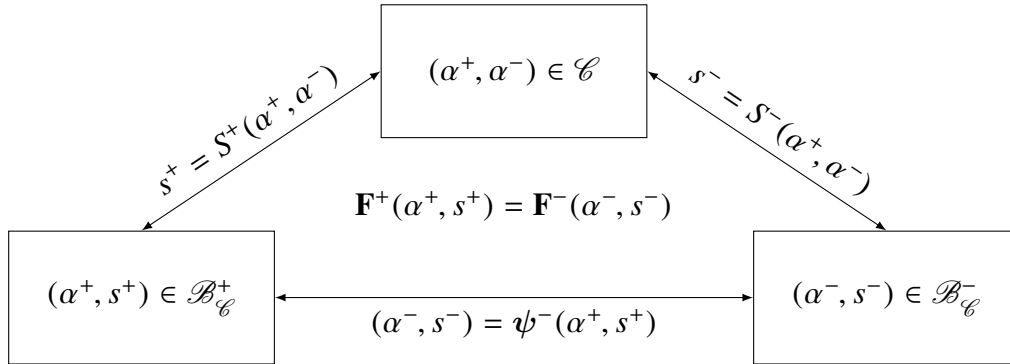 (α⁺, α⁻) ∈ 𝒞
s⁺ = S⁺(α⁺, α⁻)
s⁻ = S⁻(α⁺, α⁻)
𝐅⁺(α⁺, s⁺) = 𝐅⁻(α⁻, s⁻)
(α⁺, s⁺) ∈ ℬ⁺_𝒞
(α⁻, s⁻) ∈ ℬ⁻_𝒞
(α⁻, s⁻) = 𝝍⁻(α⁺, s⁺)